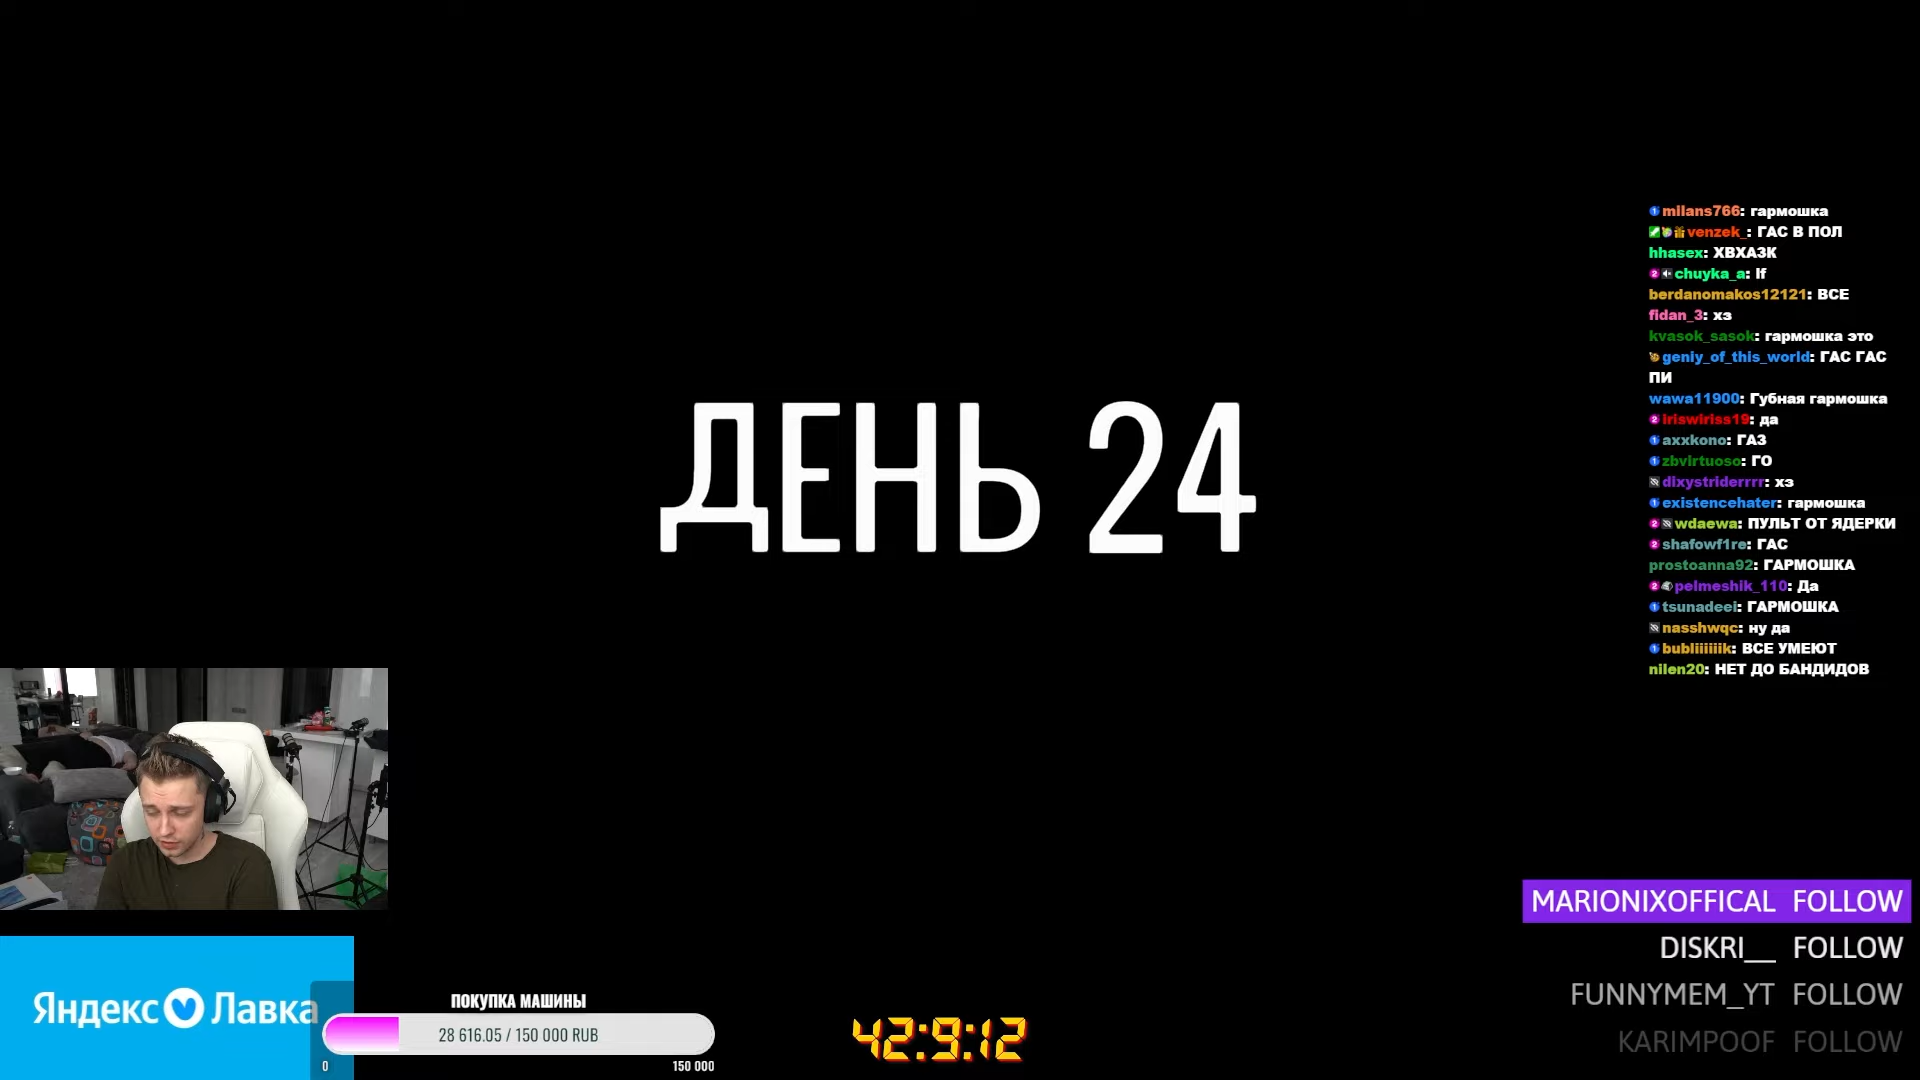 milans766: гармошка
venzek_: ГАС В ПОЛ
hhasex: ХВХАЗК
chuyka_a: If
berdanomakos12121: ВСЕ
fidan_3: хз
kvasok_sasok: гармошка это
geniy_of_this_world: ГАС ГАС
ПИ
wawa11900: Губная гармошка
iriswiriss19: да
axxkono: ГАЗ
zbvirtuoso: ГО
dixystriderrrr: хз
existencehater: гармошка
wdaewa: ПУЛЬТ ОТ ЯДЕРКИ
shafowf1re: ГАС
prostoanna92: ГАРМОШКА
pelmeshik_110: Да
tsunadeei: ГАРМОШКА
nasshwqc: ну да
bubliiiiiik: ВСЕ УМЕЮТ
nilen20: НЕТ ДО БАНДИДОВ
ДЕНЬ 24
MARIONIXOFFICAL FOLLOW
DISKRI__ FOLLOW
FUNNYMEM_YT FOLLOW
KARIMPOOF FOLLOW
Яндекс Лавка
ПОКУПКА МАШИНЫ
28 616.05 / 150 000 RUB
0 150 000
42:9:12